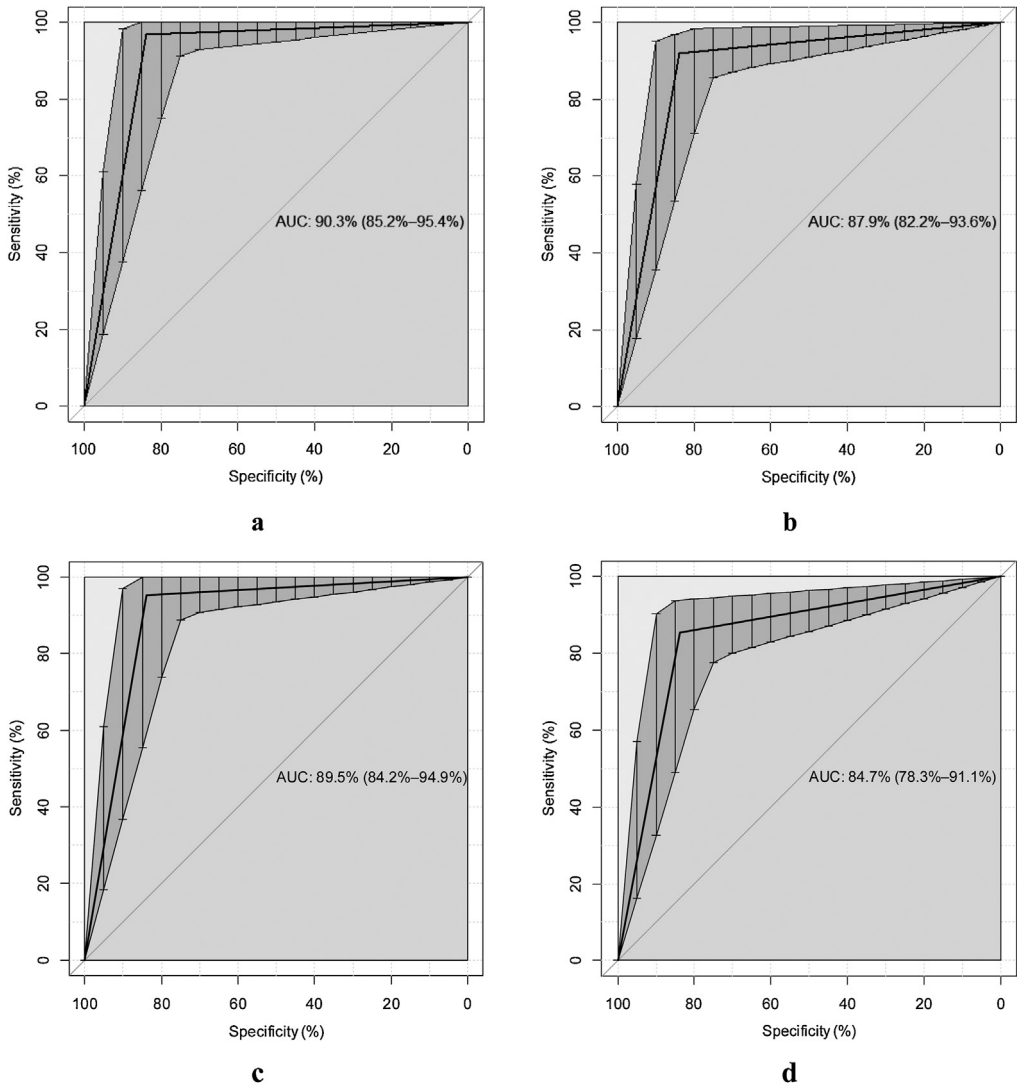 100
80
60
40
20
0
Sensitivity (%)
AUC: 90.3% (85.2%–95.4%)
100 80 60 40 20 0
Specificity (%)
a
100
80
60
40
20
0
Sensitivity (%)
AUC: 87.9% (82.2%–93.6%)
100 80 60 40 20 0
Specificity (%)
b
100
80
60
40
20
0
Sensitivity (%)
AUC: 89.5% (84.2%–94.9%)
100 80 60 40 20 0
Specificity (%)
c
100
80
60
40
20
0
Sensitivity (%)
AUC: 84.7% (78.3%–91.1%)
100 80 60 40 20 0
Specificity (%)
d